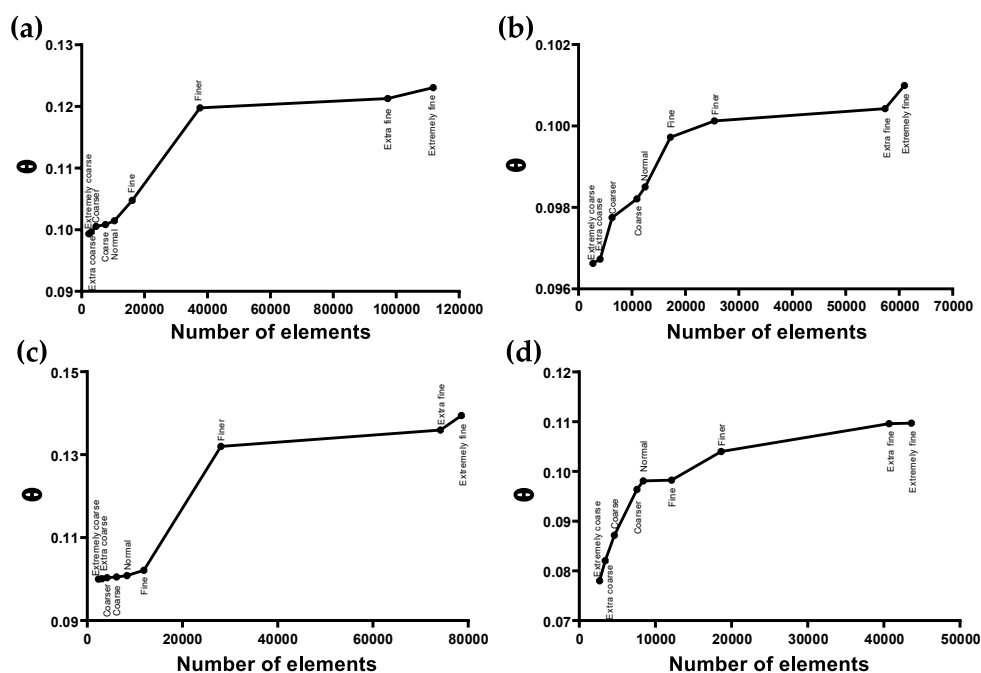 (a)
0.13
0.12
0.11
0.10
0.09
θ
Extremely coarse
Extra coarse
Coarser
Coarse
Normal
Fine
Finer
Extra fine
Extremely fine
0 20000 40000 60000 80000 100000 120000
Number of elements
(b)
0.102
0.100
0.098
0.096
θ
Extremely coarse
Extra coarse
Coarser
Coarse
Normal
Fine
Finer
Extra fine
Extremely fine
0 10000 20000 30000 40000 50000 60000 70000
Number of elements
(c)
0.15
0.13
0.11
0.09
θ
Extremely coarse
Extra coarse
Coarser
Coarse
Normal
Fine
Finer
Extra fine
Extremely fine
0 20000 40000 60000 80000
Number of elements
(d)
0.12
0.11
0.10
0.09
0.08
0.07
θ
Extremely coarse
Extra coarse
Coarse
Coarser
Normal
Fine
Finer
Extra fine
Extremely fine
0 10000 20000 30000 40000 50000
Number of elements